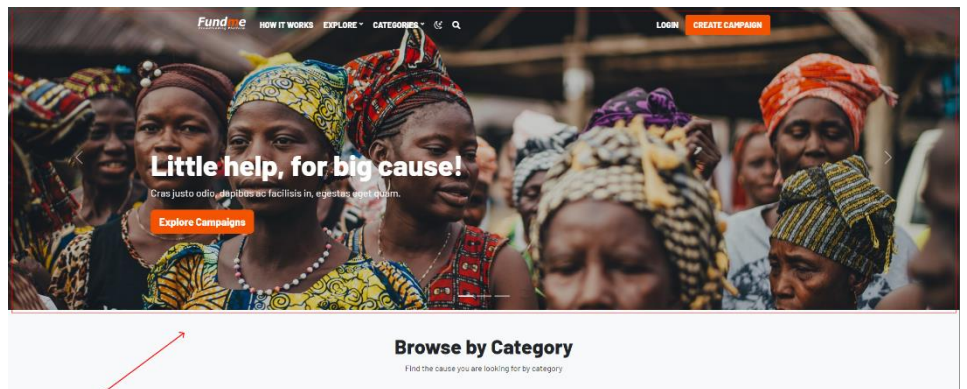 Fundme
HOW IT WORKS EXPLORE CATEGORIES
LOGIN CREATE CAMPAIGN
Little help, for big cause!
Cras justo odio, dapibus ac facilisis in, egestas eget quam.
Explore Campaigns
Browse by Category
Find the cause you are looking for by category